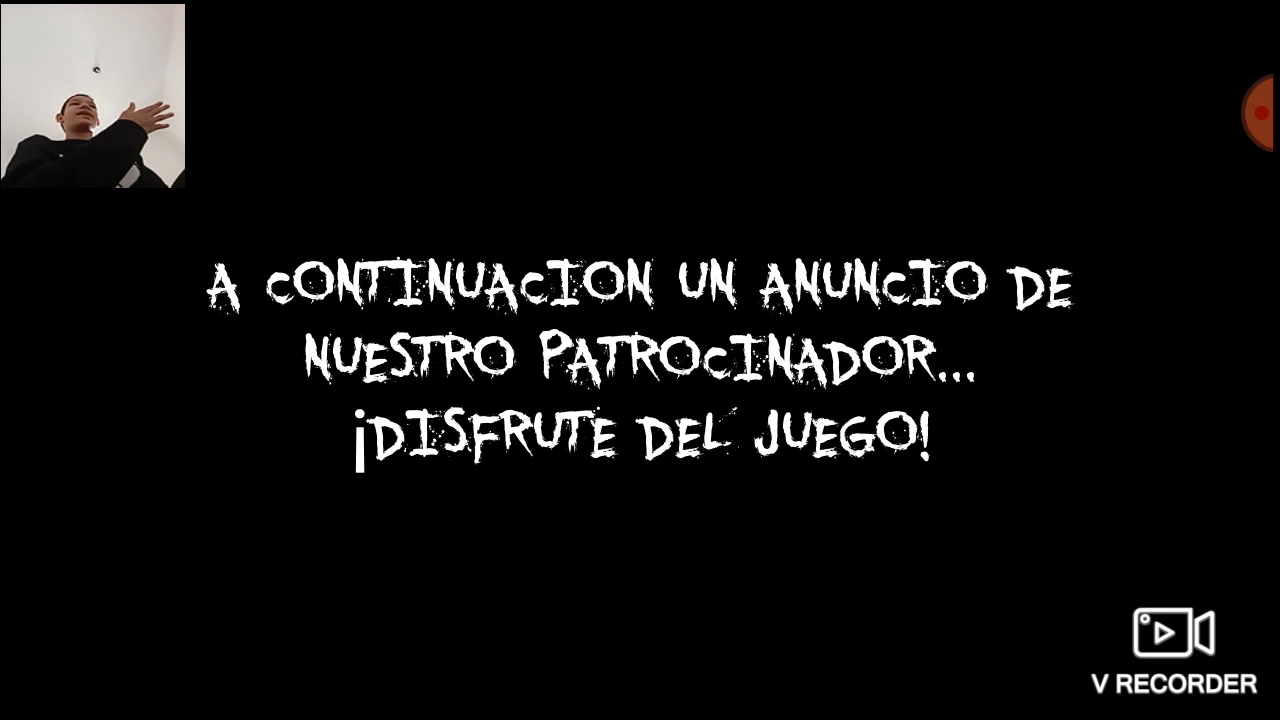 A CONTINUACION UN ANUNCIO DE
NUESTRO PATROCINADOR...
¡DISFRUTE DEL JUEGO!
V RECORDER